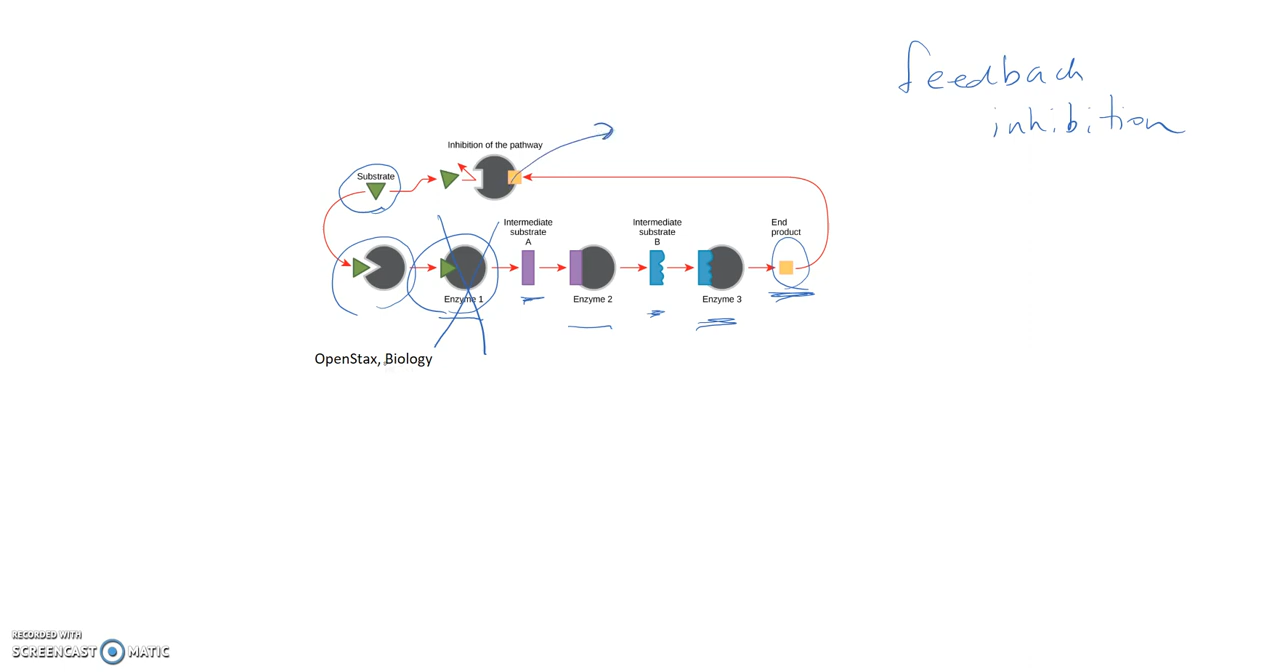 feedback
inhibition
Inhibition of the pathway
Substrate
Intermediate
substrate
A
Intermediate
substrate
B
End
product
Enzyme 1
Enzyme 2
Enzyme 3
OpenStax, Biology
RECORDED WITH
SCREENCAST MATIC